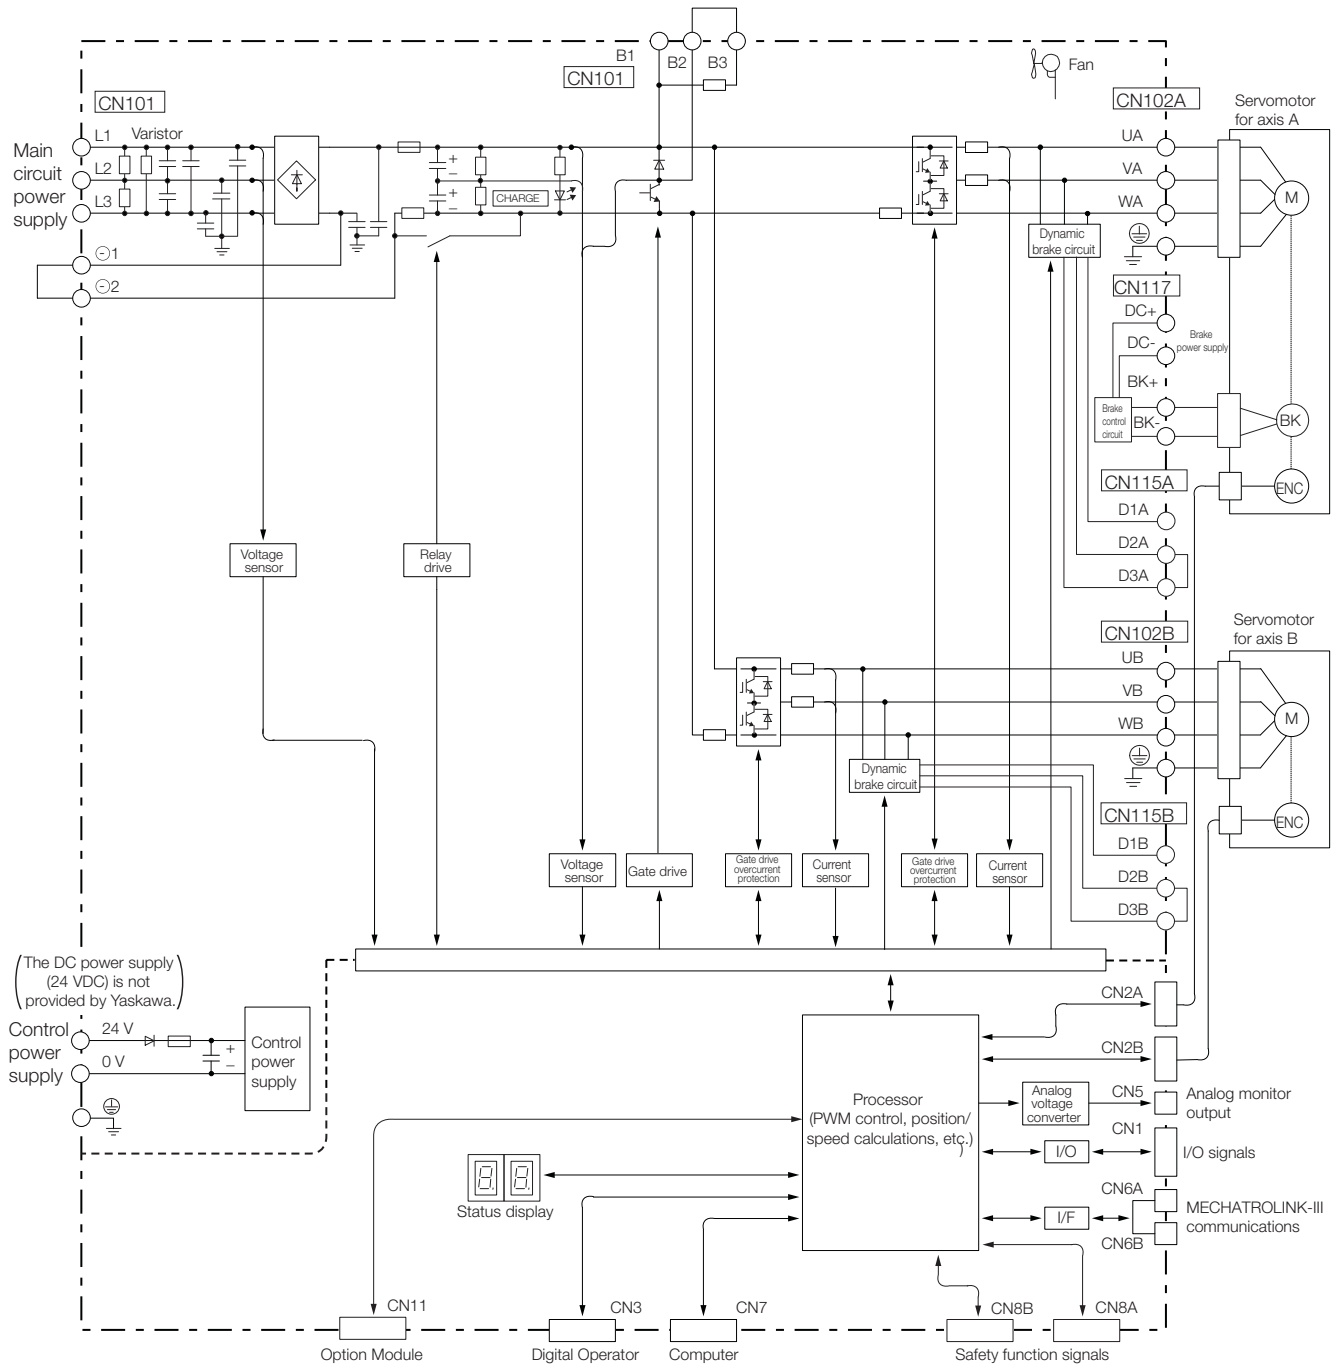 B1
B2
B3
CN101
Fan
CN101
CN102A
Servomotor
for axis A
Main
circuit
power
supply
L1
Varistor
L2
L3
CHARGE
+
−
+
−
UA
VA
WA
M
Dynamic
brake circuit
⊖1
⊖2
CN117
DC+
DC-
Brake
power supply
BK+
BK-
Brake
control
circuit
BK
CN115A
ENC
D1A
D2A
D3A
Voltage
sensor
Relay
drive
CN102B
Servomotor
for axis B
UB
VB
WB
M
Dynamic
brake circuit
CN115B
ENC
D1B
D2B
D3B
Voltage
sensor
Gate drive
Gate drive
overcurrent
protection
Current
sensor
Gate drive
overcurrent
protection
Current
sensor
(The DC power supply
(24 VDC) is not
provided by Yaskawa.)
Control
power
supply
24 V
0 V
+
−
Control
power
supply
Processor
(PWM control, position/
speed calculations, etc.)
)
CN2A
CN2B
Analog
voltage
converter
CN5
Analog monitor
output
CN1
I/O
I/O signals
CN6A
I/F
CN6B
MECHATROLINK-III
communications
8.8.
Status display
CN11
CN3
CN7
CN8B
CN8A
Option Module
Digital Operator
Computer
Safety function signals